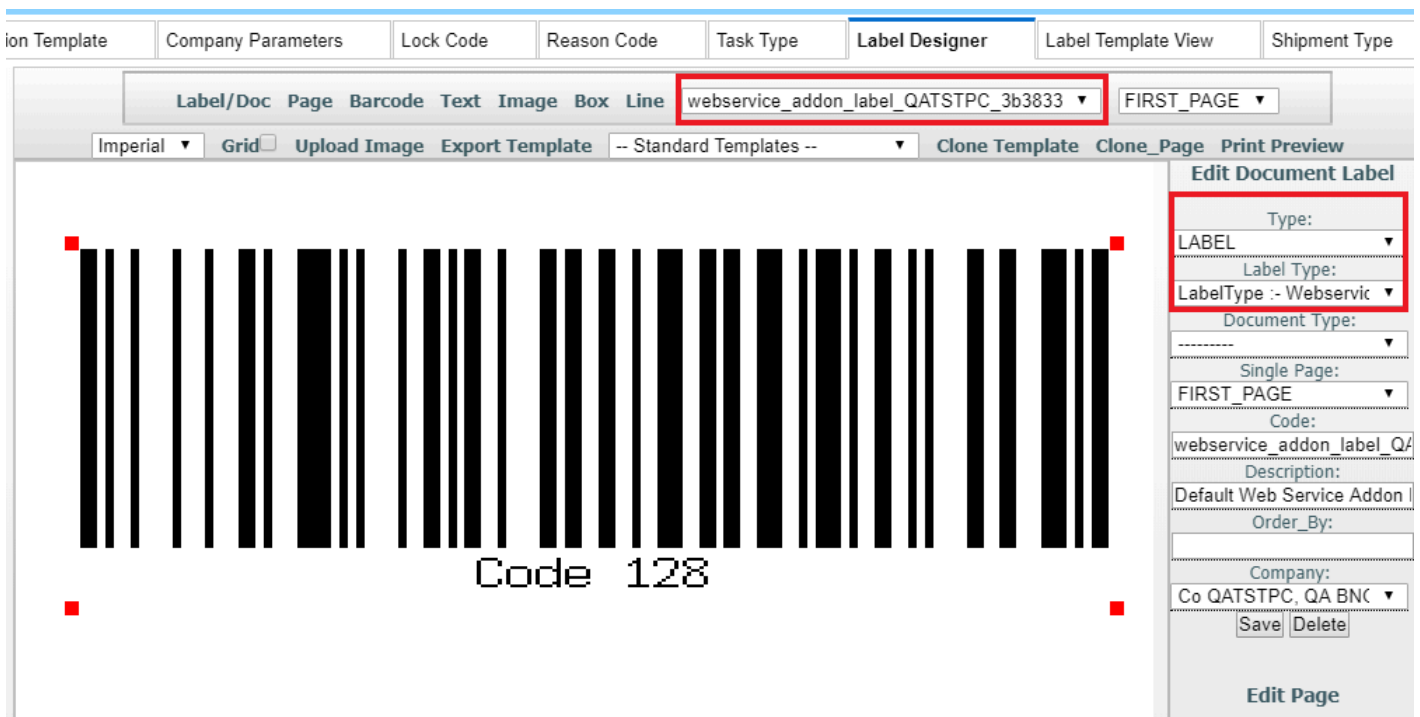 ion Template Company Parameters Lock Code Reason Code Task Type Label Designer Label Template View Shipment Type
Label/Doc Page Barcode Text Image Box Line webservice_addon_label_QATSTPC_3b3833 FIRST_PAGE
Imperial Grid Upload Image Export Template -- Standard Templates -- Clone Template Clone_Page Print Preview
Edit Document Label
Type:
LABEL
Label Type:
LabelType :- Webservic
Document Type:
---------
Single Page:
FIRST_PAGE
Code:
webservice_addon_label_QA
Description:
Default Web Service Addon l
Order_By:
Company:
Co QATSTPC, QA BNC
Save Delete
Edit Page
Code 128